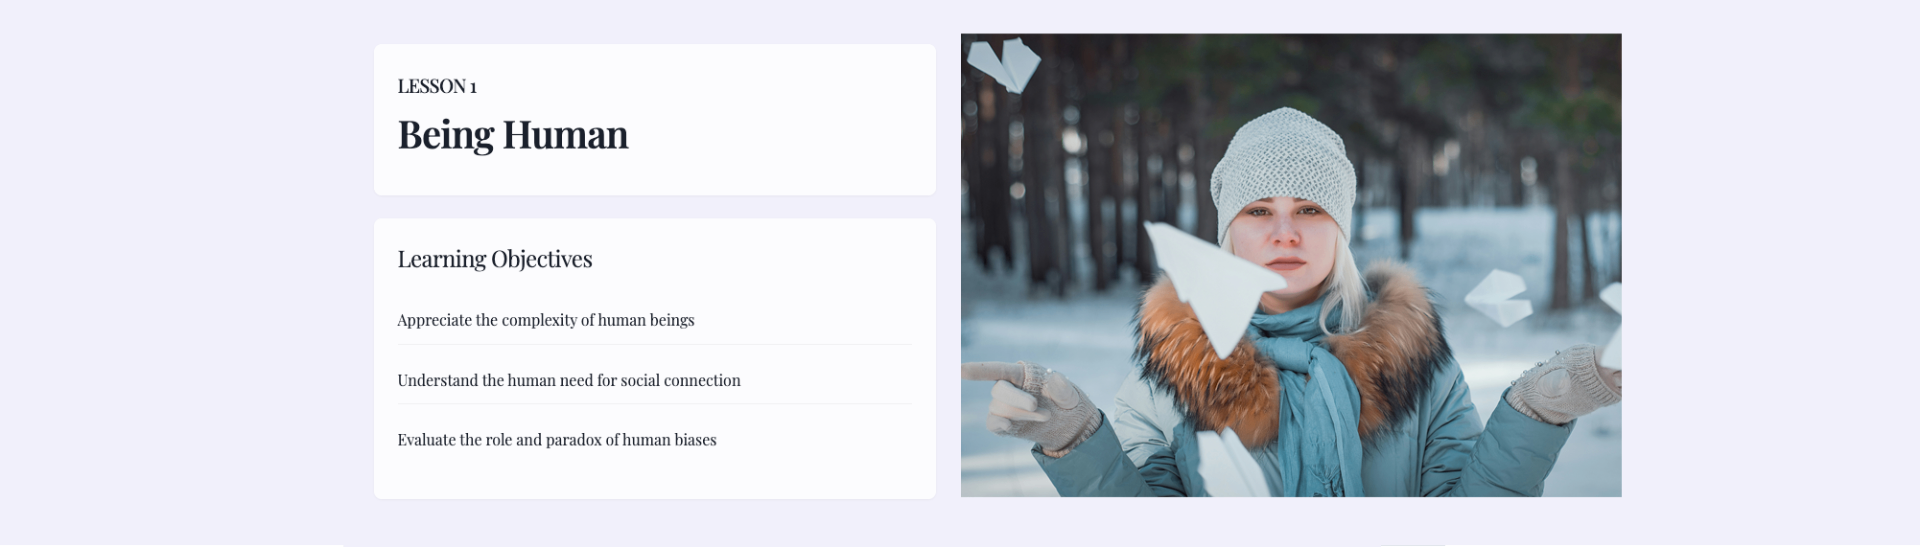 LESSON 1
Being Human
Learning Objectives
Appreciate the complexity of human beings
Understand the human need for social connection
Evaluate the role and paradox of human biases